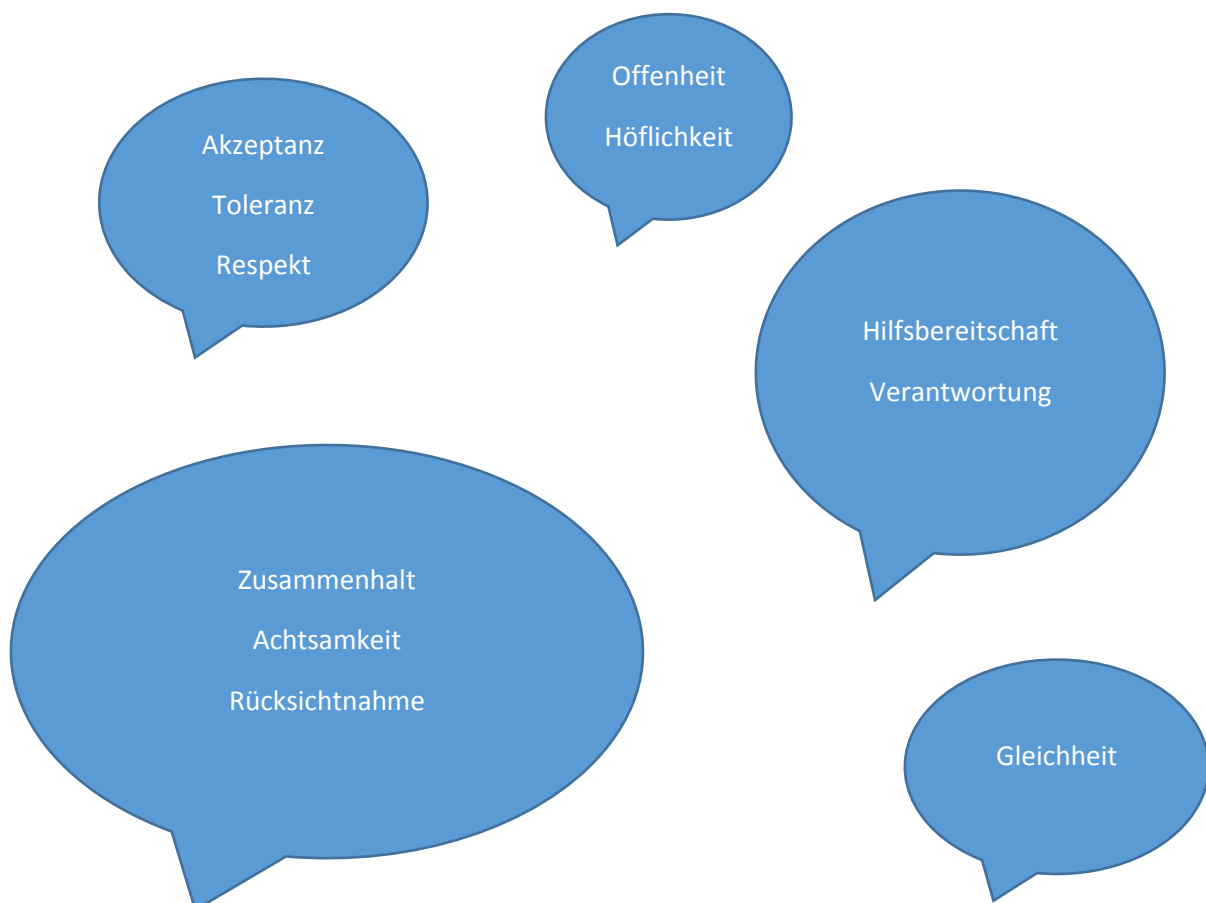 Offenheit
Höflichkeit
Akzeptanz
Toleranz
Respekt
Hilfsbereitschaft
Verantwortung
Zusammenhalt
Achtsamkeit
Rücksichtnahme
Gleichheit